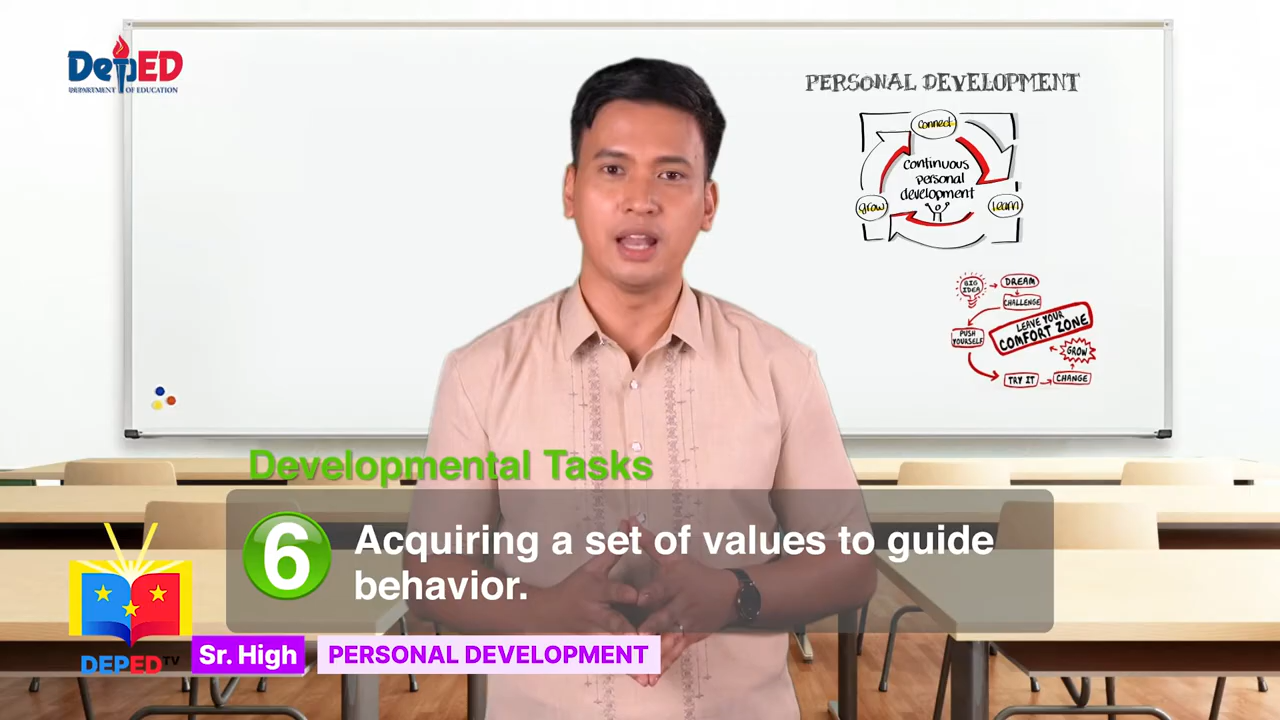 DepED
DEPARTMENT OF EDUCATION
PERSONAL DEVELOPMENT
connect
continuous
personal
development
grow
learn
BIG
IDEA
DREAM
CHALLENGE
PUSH
YOURSELF
LEAVE YOUR
COMFORT ZONE
GROW
TRY IT
CHANGE
Developmental Tasks
6
Acquiring a set of values to guide
behavior.
DEPED TV
Sr. High
PERSONAL DEVELOPMENT